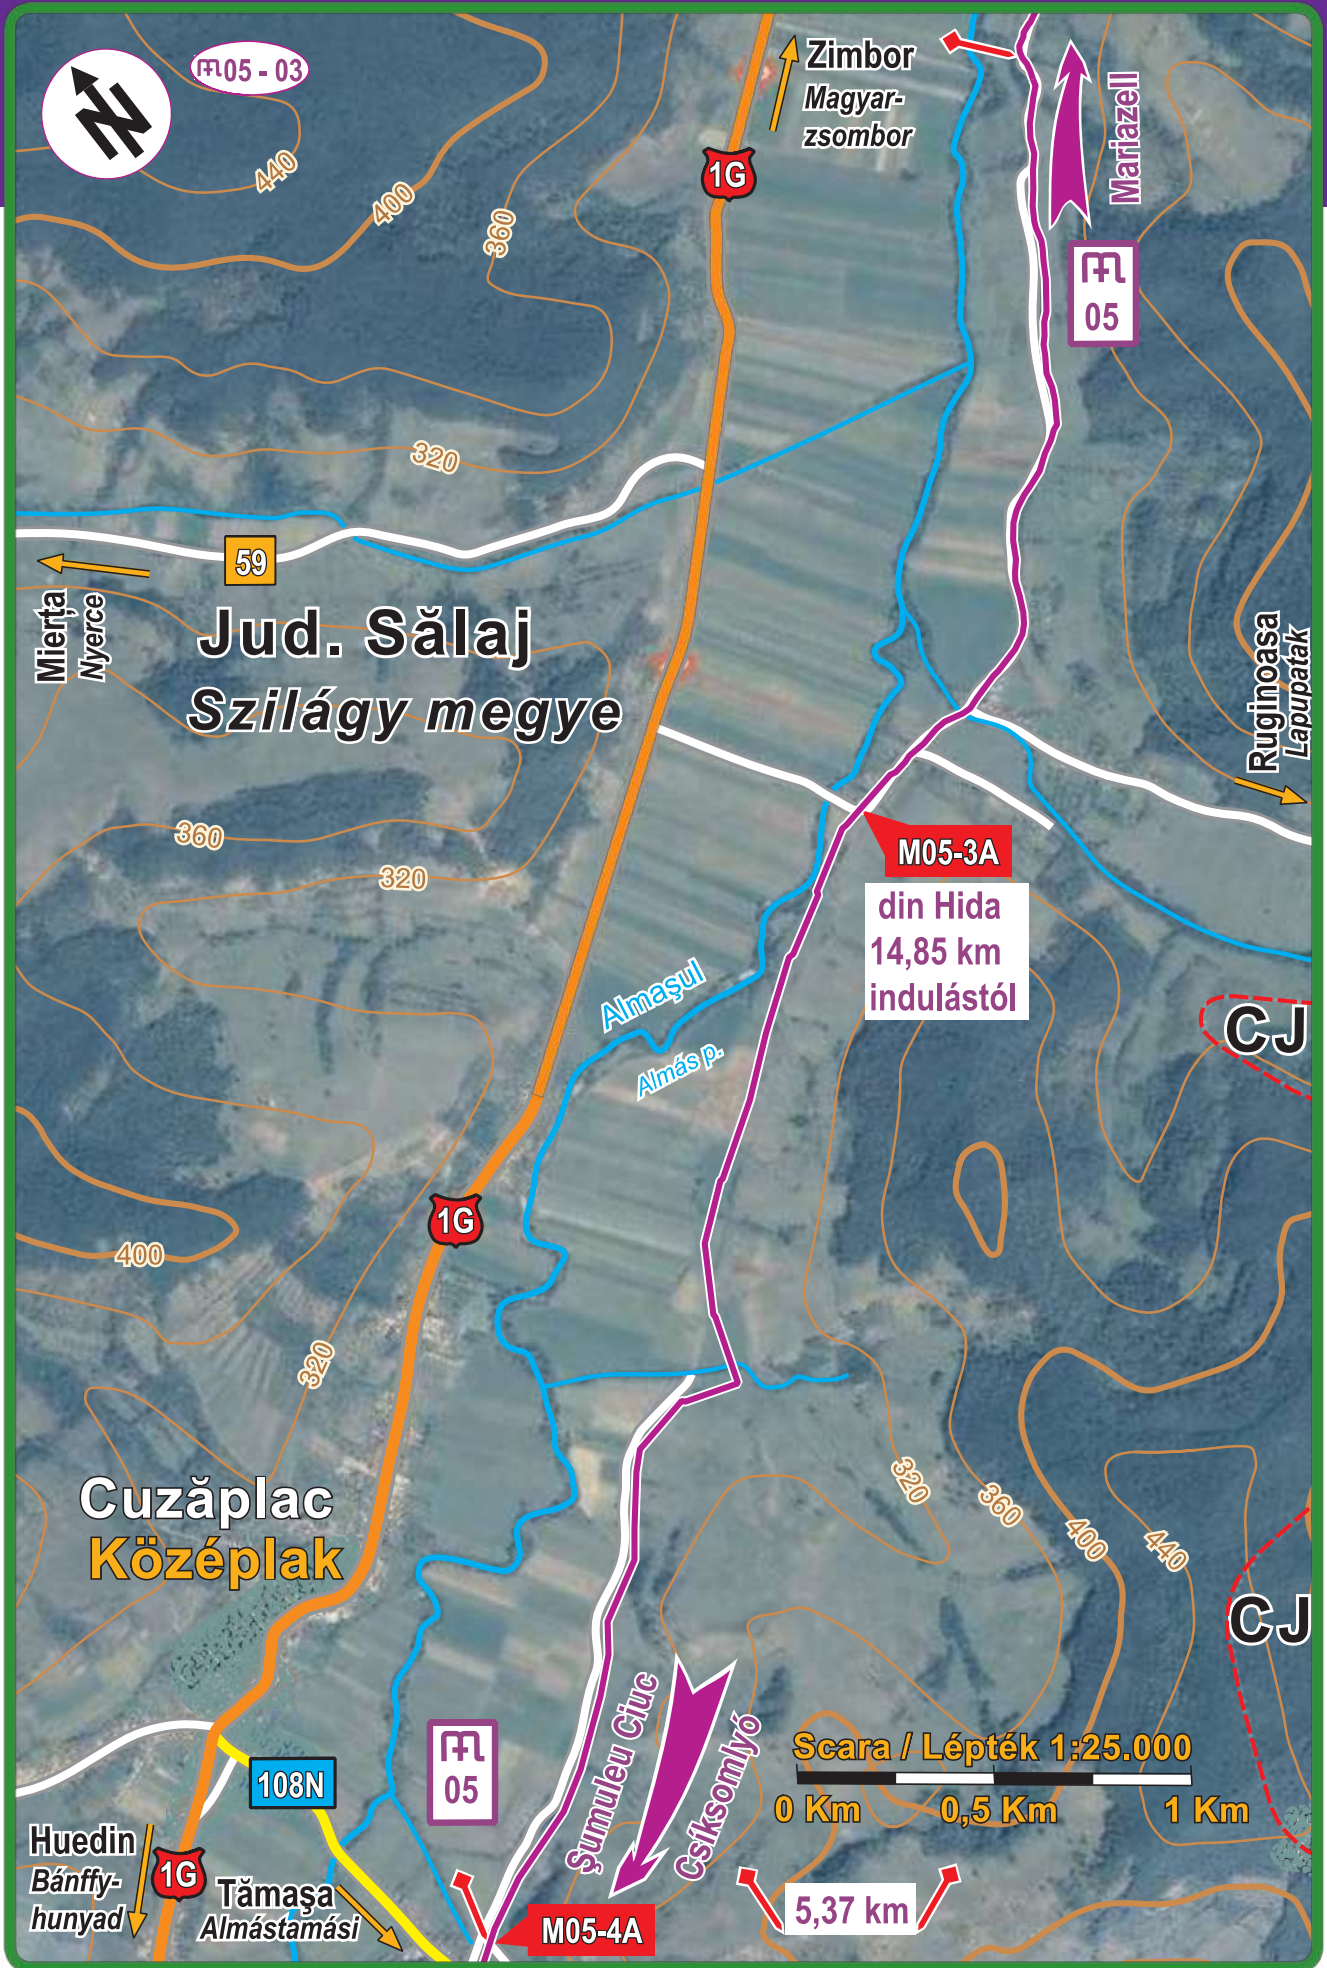 05 - 03
Zimbor
Magyar-
zsombor
Mariazell
440
400
360
1G
05
320
59
Mierța
Nyerce
Jud. Sălaj
Szilágy megye
Ruginoasa
Lapupatak
360
320
M05-3A
din Hida
14,85 km
indulástól
Almaşul
Almás p.
CJ
1G
400
320
Cuzăplac
Középlak
320
360
400
440
CJ
05
108N
Şumuleu Ciuc
Csíksomlyó
Scara / Lépték 1:25.000
0 Km 0,5 Km 1 Km
Huedin
Bánffy-
hunyad
1G
Tămaşa
Almástamási
M05-4A
5,37 km